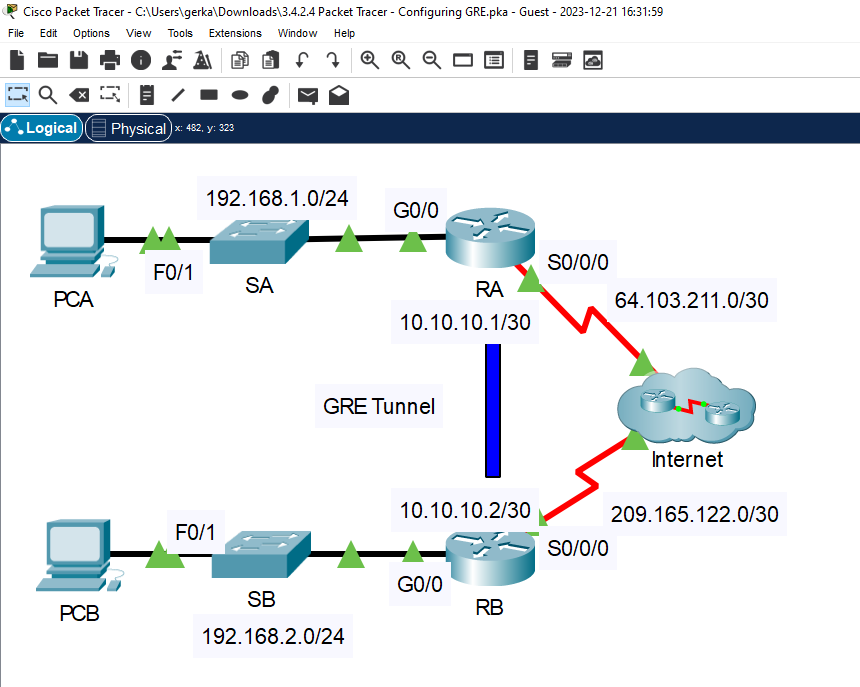 Cisco Packet Tracer - C:\Users\gerka\Downloads\3.4.2.4 Packet Tracer - Configuring GRE.pka - Guest - 2023-12-21 16:31:59
File Edit Options View Tools Extensions Window Help
Logical Physical x: 482, y: 323
192.168.1.0/24
G0/0
F0/1
SA
PCA
RA
S0/0/0
64.103.211.0/30
10.10.10.1/30
GRE Tunnel
Internet
10.10.10.2/30
209.165.122.0/30
F0/1
S0/0/0
G0/0
SB
RB
PCB
192.168.2.0/24